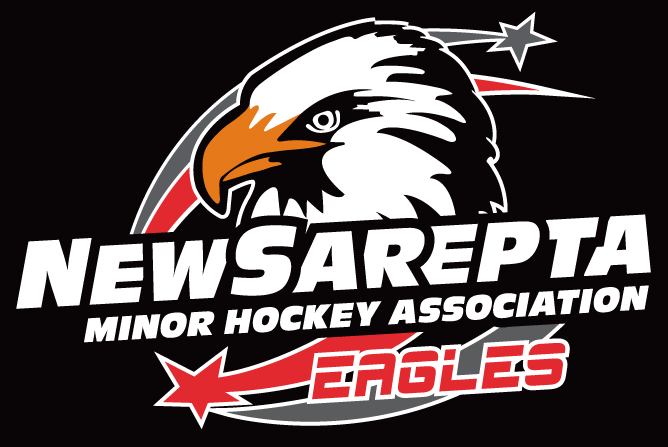 NEWSAREPTA
MINOR HOCKEY ASSOCIATION
EAGLES